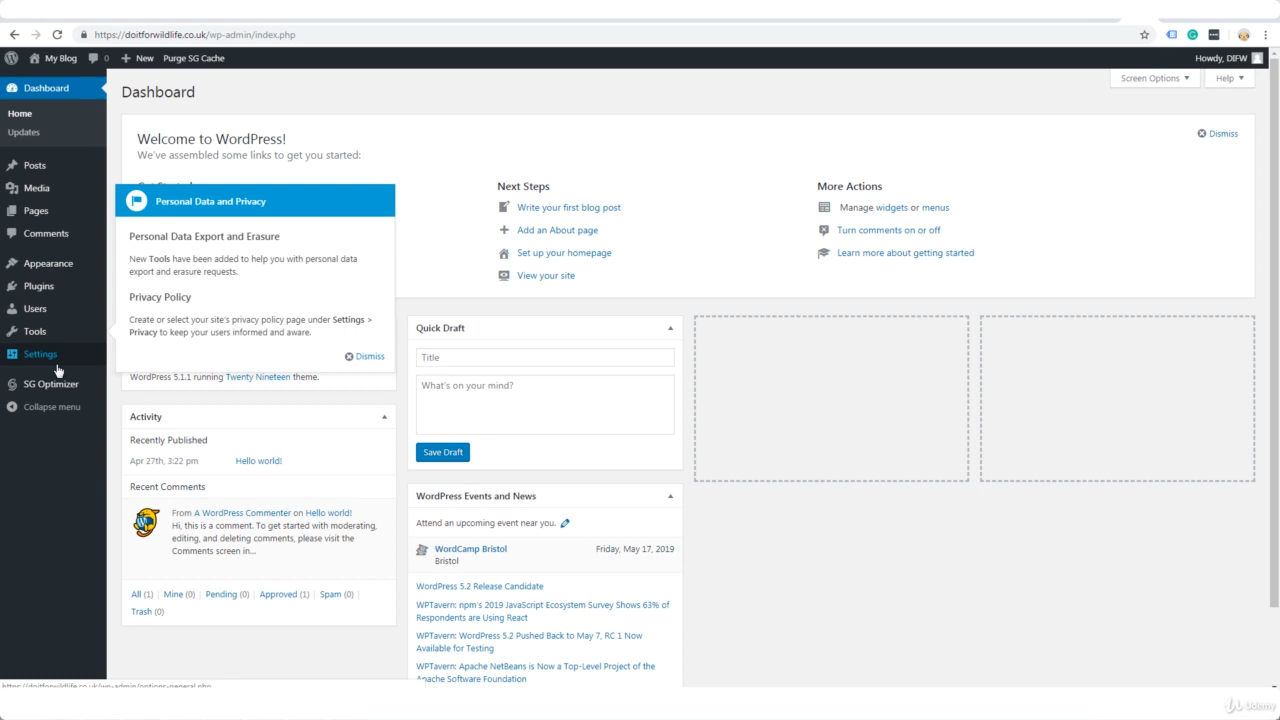 https://doitforwildlife.co.uk/wp-admin/index.php
My Blog 0 New Purge SG Cache Howdy, DIFW
Dashboard
Home
Updates
Posts
Media
Pages
Comments
Appearance
Plugins
Users
Tools
Settings
SG Optimizer
Collapse menu
Dashboard
Screen Options Help
Welcome to WordPress!
We've assembled some links to get you started:
Dismiss
Personal Data and Privacy
Personal Data Export and Erasure
New Tools have been added to help you with personal data
export and erasure requests.
Privacy Policy
Create or select your site's privacy policy page under Settings >
Privacy to keep your users informed and aware.
Dismiss
Next Steps
Write your first blog post
Add an About page
Set up your homepage
View your site
More Actions
Manage widgets or menus
Turn comments on or off
Learn more about getting started
WordPress 5.1.1 running Twenty Nineteen theme.
Activity
Recently Published
Apr 27th, 3:22 pm Hello world!
Recent Comments
From A WordPress Commenter on Hello world!
Hi, this is a comment. To get started with moderating,
editing, and deleting comments, please visit the
Comments screen in...
All (1) Mine (0) Pending (0) Approved (1) Spam (0)
Trash (0)
Quick Draft
Title
What's on your mind?
Save Draft
WordPress Events and News
Attend an upcoming event near you.
WordCamp Bristol Friday, May 17, 2019
Bristol
WordPress 5.2 Release Candidate
WPTavern: npm's 2019 JavaScript Ecosystem Survey Shows 63% of
Respondents are Using React
WPTavern: WordPress 5.2 Pushed Back to May 7, RC 1 Now
Available for Testing
WPTavern: Apache NetBeans is Now a Top-Level Project of the
Apache Software Foundation
https://doitforwildlife.co.uk/wp-admin/options-general.php
Udemy